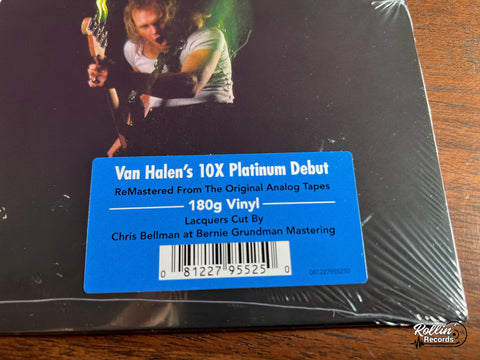 Van Halen's 10X Platinum Debut
ReMastered From The Original Analog Tapes
180g Vinyl
Lacquers Cut By
Chris Bellman at Bernie Grundman Mastering
0 81227 95525 0
081227955250
Rollin'
Records